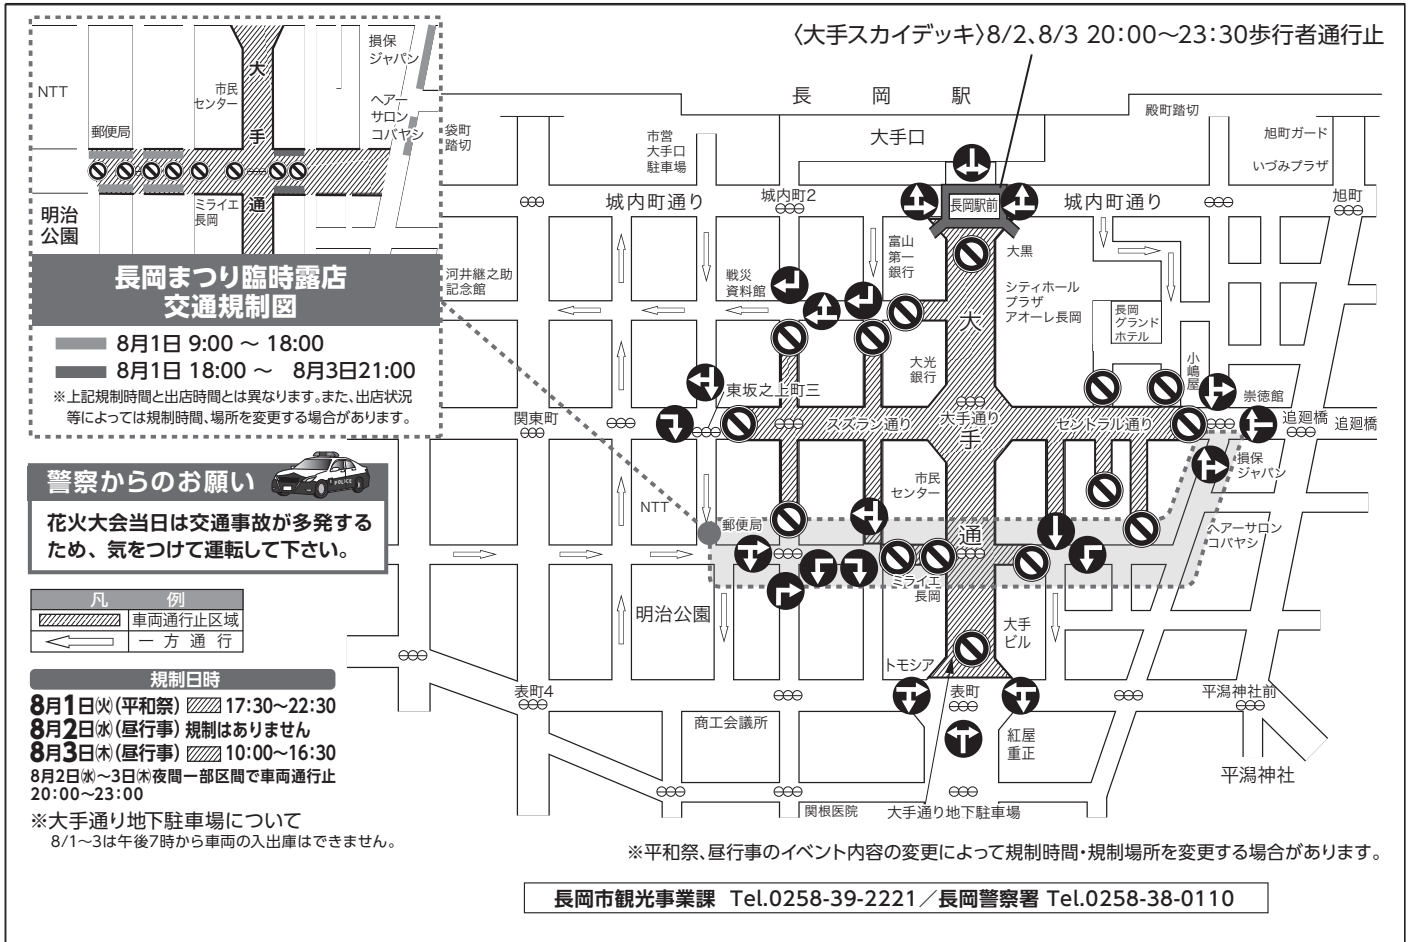 〈大手スカイデッキ〉8/2、8/3 20:00〜23:30歩行者通行止
NTT
市民
センター
損保
ジャパン
ヘアー
サロン
コバヤシ
郵便局
大
手
通
明治
公園
ミライエ
長岡
長岡まつり臨時露店
交通規制図
8月1日 9:00 〜 18:00
8月1日 18:00 〜 8月3日21:00
※上記規制時間と出店時間とは異なります。また、出店状況
等によっては規制時間、場所を変更する場合があります。
警察からのお願い
POLICE
花火大会当日は交通事故が多発する
ため、気をつけて運転して下さい。
凡 例
車両通行止区域
一方通行
規制日時
8月1日㈫(平和祭) 17:30〜22:30
8月2日㈬(昼行事) 規制はありません
8月3日㈭(昼行事) 10:00〜16:30
8月2日㈬〜3日㈭夜間一部区間で車両通行止
20:00〜23:00
※大手通り地下駐車場について
8/1〜3は午後7時から車両の入出庫はできません。
長岡駅
大手口
殿町踏切
袋町
踏切
市営
大手口
駐車場
旭町ガード
いづみプラザ
城内町通り
城内町2
長岡駅前
城内町通り
旭町
河井継之助
記念館
戦災
資料館
富山
第一
銀行
大黒
シティホール
プラザ
アオーレ長岡
長岡
グランド
ホテル
大
大光
銀行
小嶋屋
東坂之上町三
崇徳館
関東町
スズラン通り
大手通り
セントラル通り
追廻橋
追廻橋
手
損保
ジャパン
市民
センター
NTT
郵便局
通
ヘアーサロン
コバヤシ
ミライエ
長岡
明治公園
大手
ビル
トモシア
表町4
表町
平潟神社前
商工会議所
紅屋
重正
平潟神社
関根医院
大手通り地下駐車場
※平和祭、昼行事のイベント内容の変更によって規制時間・規制場所を変更する場合があります。
長岡市観光事業課 Tel.0258-39-2221／長岡警察署 Tel.0258-38-0110